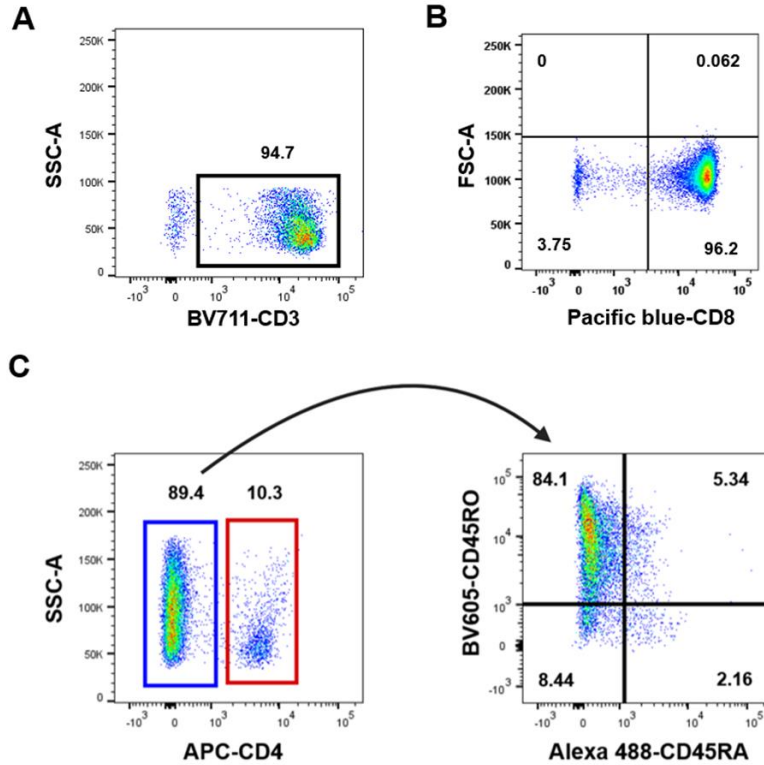 A
SSC-A
250K
200K
150K
100K
50K
0
94.7
-10³ 0 10³ 10⁴ 10⁵
BV711-CD3
B
FSC-A
250K
200K
150K
100K
50K
0
0 0.062
3.75 96.2
-10³ 0 10³ 10⁴ 10⁵
Pacific blue-CD8
C
SSC-A
250K
200K
150K
100K
50K
0
89.4 10.3
-10³ 0 10³ 10⁴ 10⁵
APC-CD4
BV605-CD45RO
10⁵
10⁴
10³
0
-10³
84.1 5.34
8.44 2.16
-10³ 0 10³ 10⁴ 10⁵
Alexa 488-CD45RA